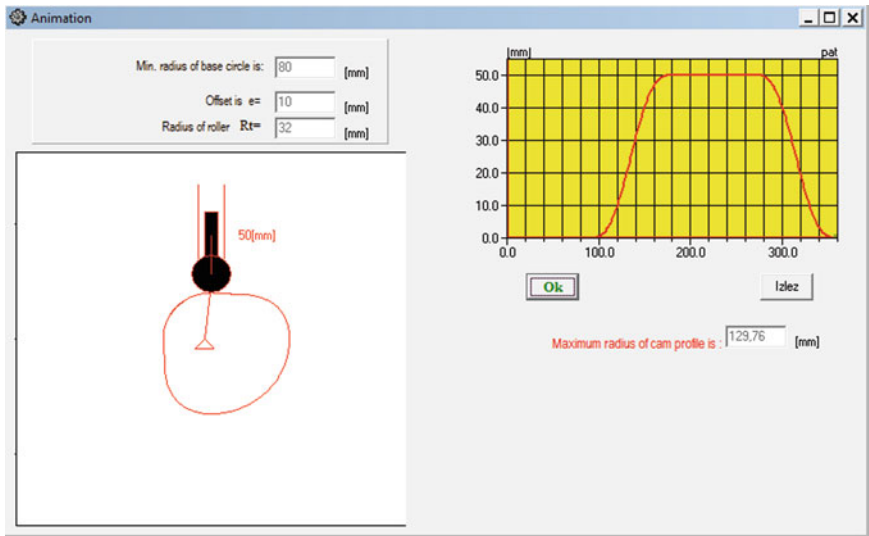 Animation
Min. radius of base circle is: 80 [mm]
Offset is e= 10 [mm]
Radius of roller Rt= 32 [mm]
50[mm]
[mm] pat
50.0
40.0
30.0
20.0
10.0
0.0
0.0 100.0 200.0 300.0
Ok Izlez
Maximum radius of cam profile is : 129,76 [mm]